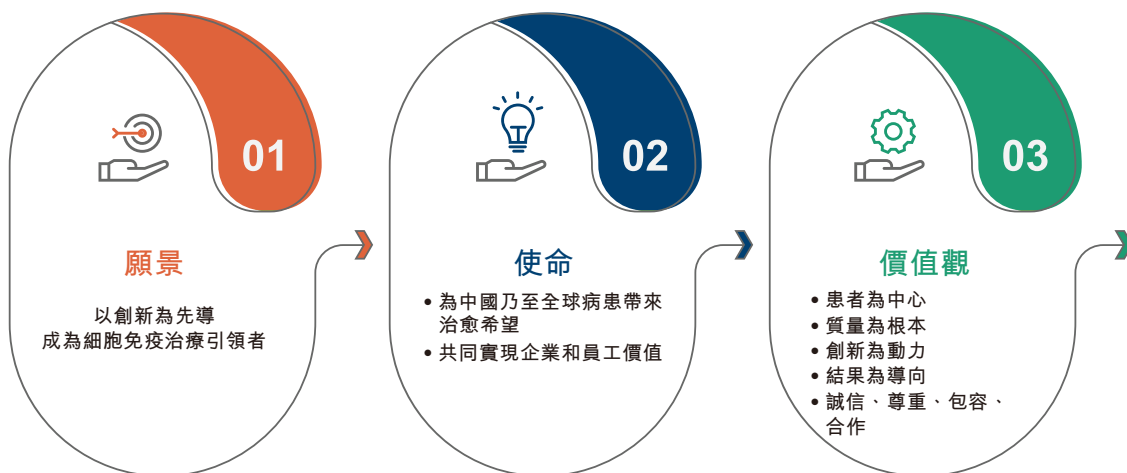 01
願景
以創新為先導
成為細胞免疫治療引領者
02
使命
• 為中國乃至全球病患帶來
治愈希望
• 共同實現企業和員工價值
03
價值觀
• 患者為中心
• 質量為根本
• 創新為動力
• 結果為導向
• 誠信、尊重、包容、
合作